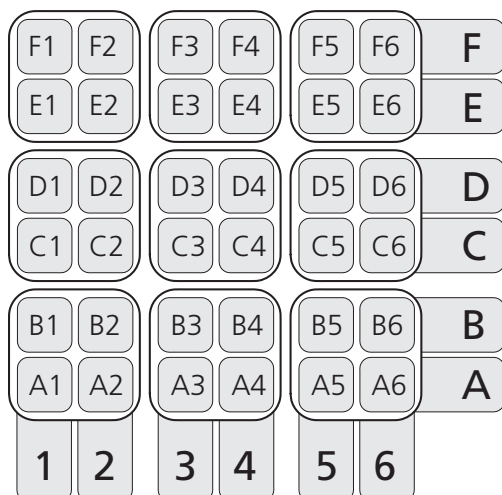 F1 F2 F3 F4 F5 F6 F
E1 E2 E3 E4 E5 E6 E
D1 D2 D3 D4 D5 D6 D
C1 C2 C3 C4 C5 C6 C
B1 B2 B3 B4 B5 B6 B
A1 A2 A3 A4 A5 A6 A
1 2 3 4 5 6